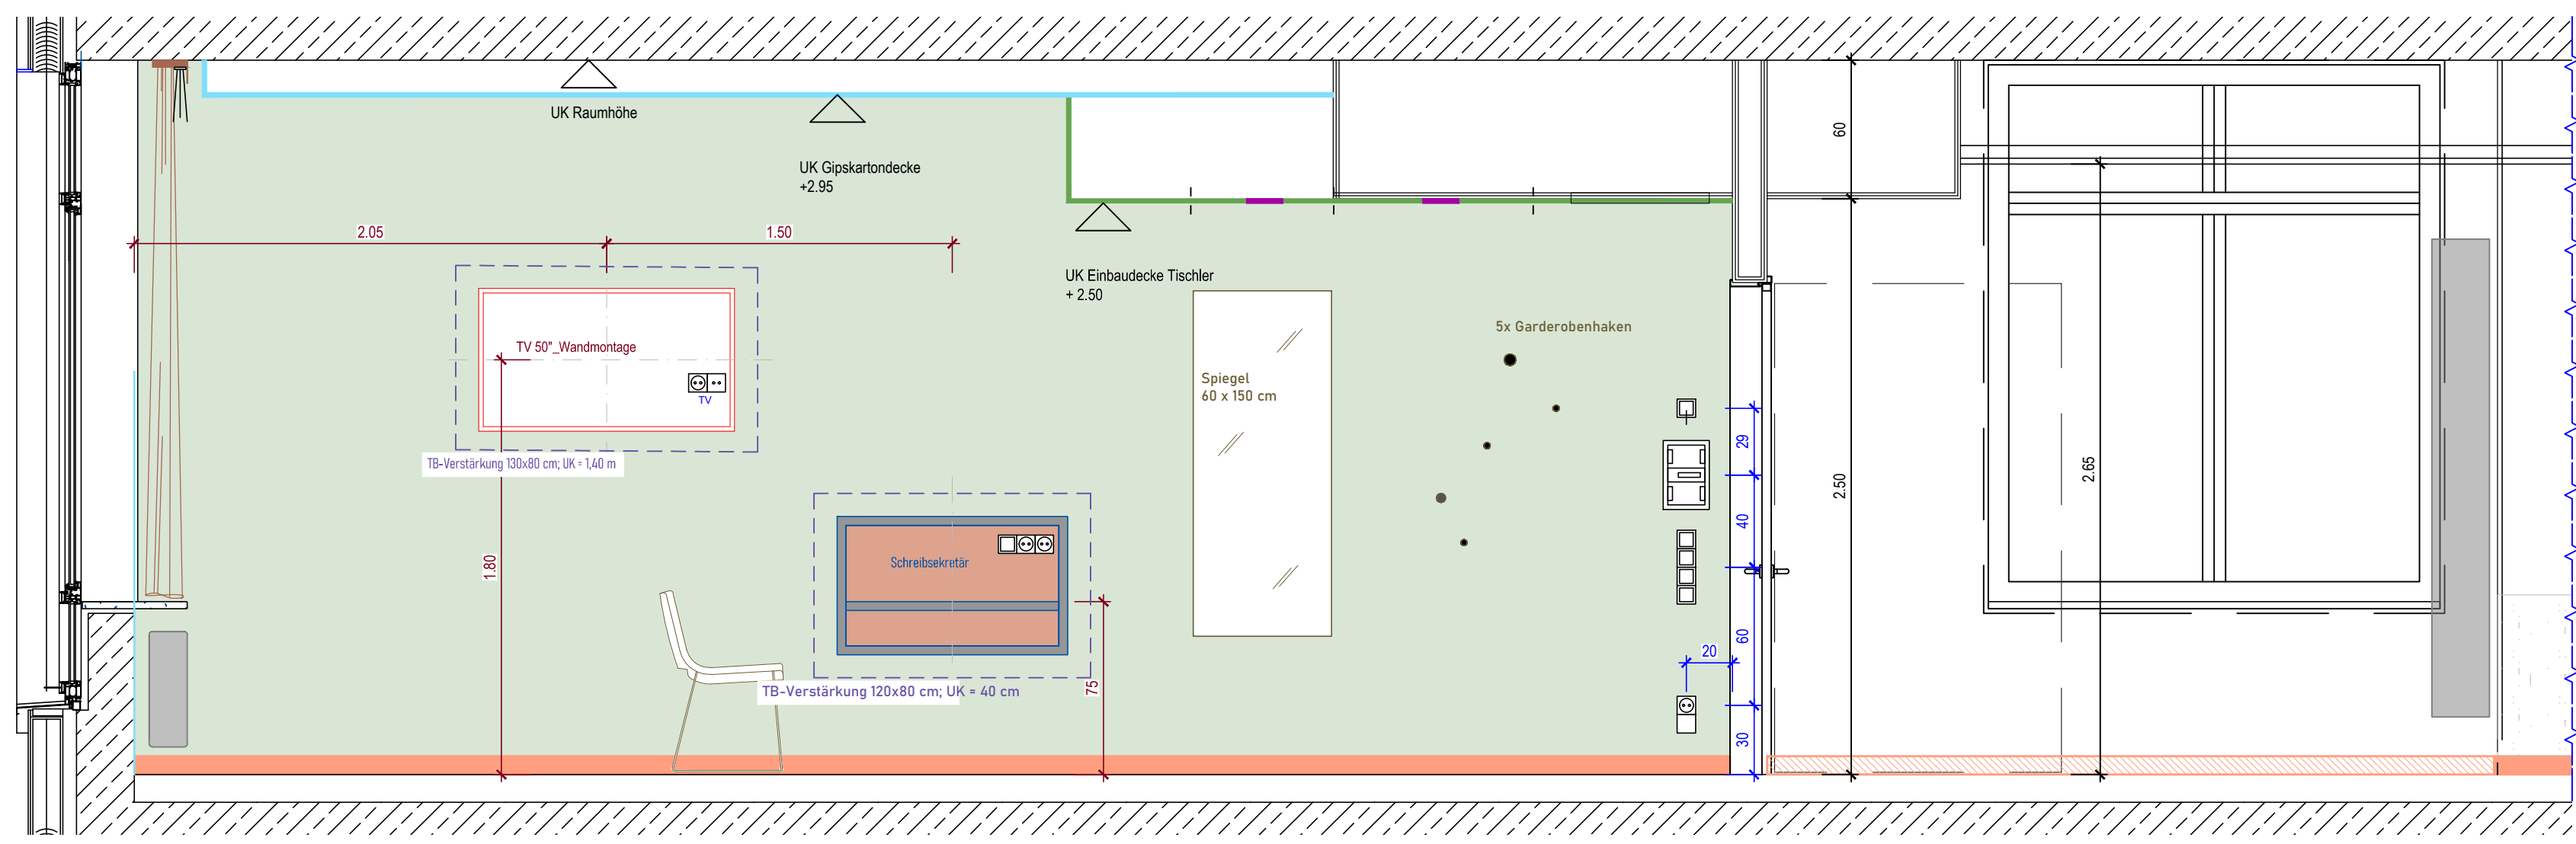 UK Raumhöhe
UK Gipskartondecke
+2.95
60
2.05
1.50
UK Einbaudecke Tischler
+ 2.50
5x Garderobenhaken
TV 50"_Wandmontage
TV
Spiegel
60 x 150 cm
TB-Verstärkung 130x80 cm; UK = 1,40 m
29
2.65
2.50
40
Schreibsekretär
1.80
60
20
TB-Verstärkung 120x80 cm; UK = 40 cm
75
30